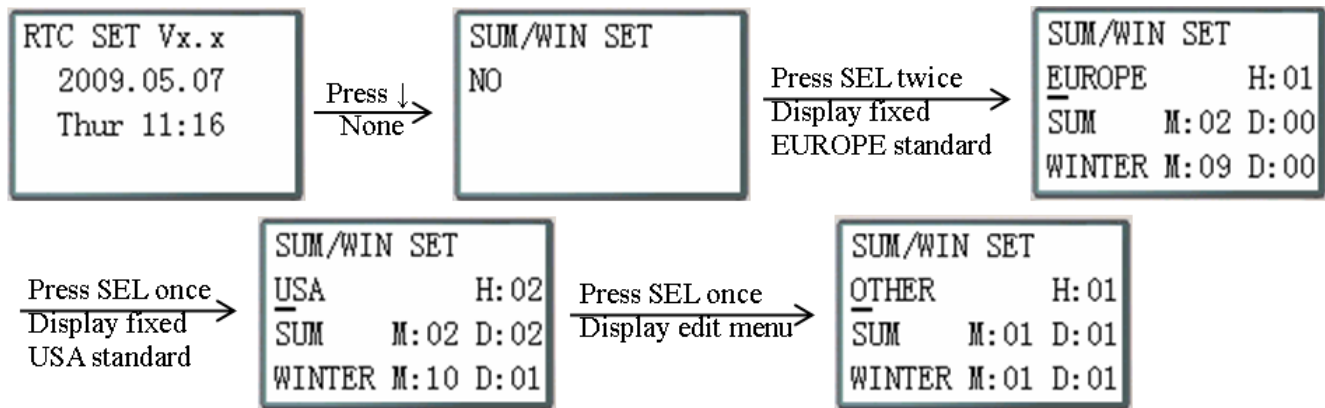 RTC SET Vx.x
2009.05.07
Thur 11:16
Press ↓
None
SUM/WIN SET
NO
Press SEL twice
Display fixed
EUROPE standard
SUM/WIN SET
EUROPE H:01
SUM M:02 D:00
WINTER M:09 D:00
Press SEL once
Display fixed
USA standard
SUM/WIN SET
USA H:02
SUM M:02 D:02
WINTER M:10 D:01
Press SEL once
Display edit menu
SUM/WIN SET
OTHER H:01
SUM M:01 D:01
WINTER M:01 D:01